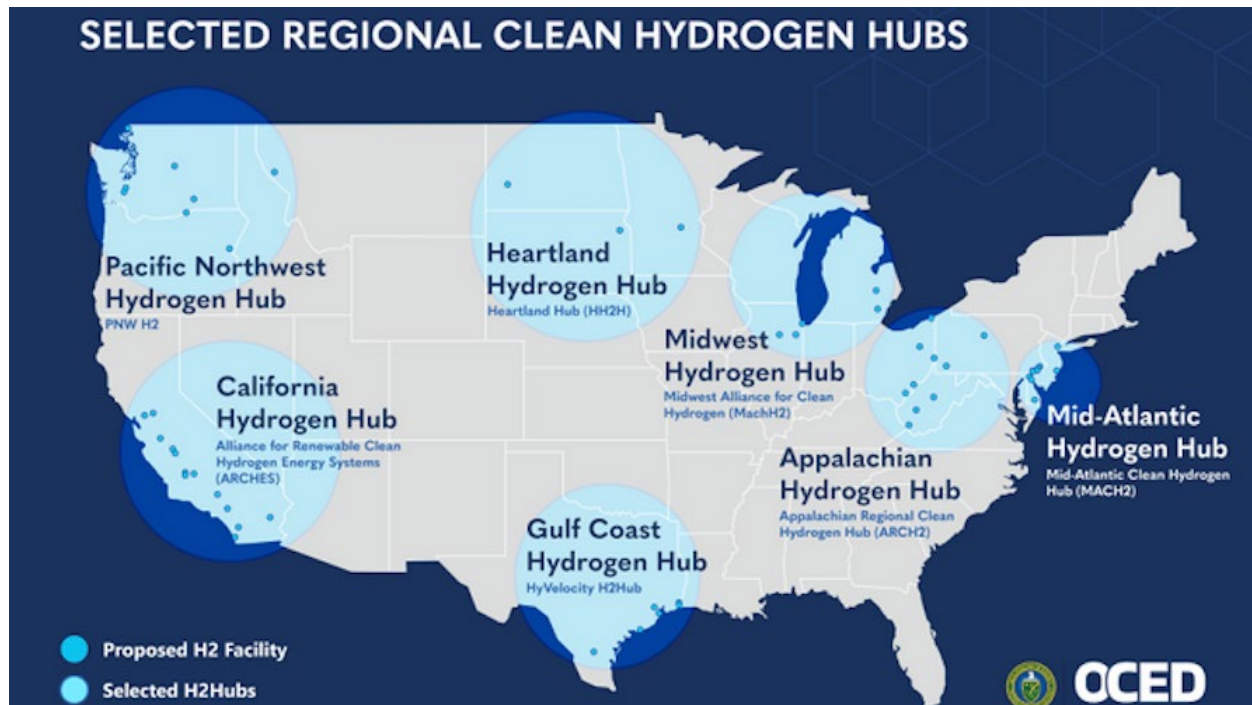 SELECTED REGIONAL CLEAN HYDROGEN HUBS
Pacific Northwest
Hydrogen Hub
PNW H2
Heartland
Hydrogen Hub
Heartland Hub (HH2H)
Midwest
Hydrogen Hub
Midwest Alliance for Clean
Hydrogen (MachH2)
California
Hydrogen Hub
Alliance for Renewable Clean
Hydrogen Energy Systems
(ARCHES)
Mid-Atlantic
Hydrogen Hub
Mid-Atlantic Clean Hydrogen
Hub (MACH2)
Appalachian
Hydrogen Hub
Appalachian Regional Clean
Hydrogen Hub (ARCH2)
Gulf Coast
Hydrogen Hub
HyVelocity H2Hub
Proposed H2 Facility
Selected H2Hubs
OCED